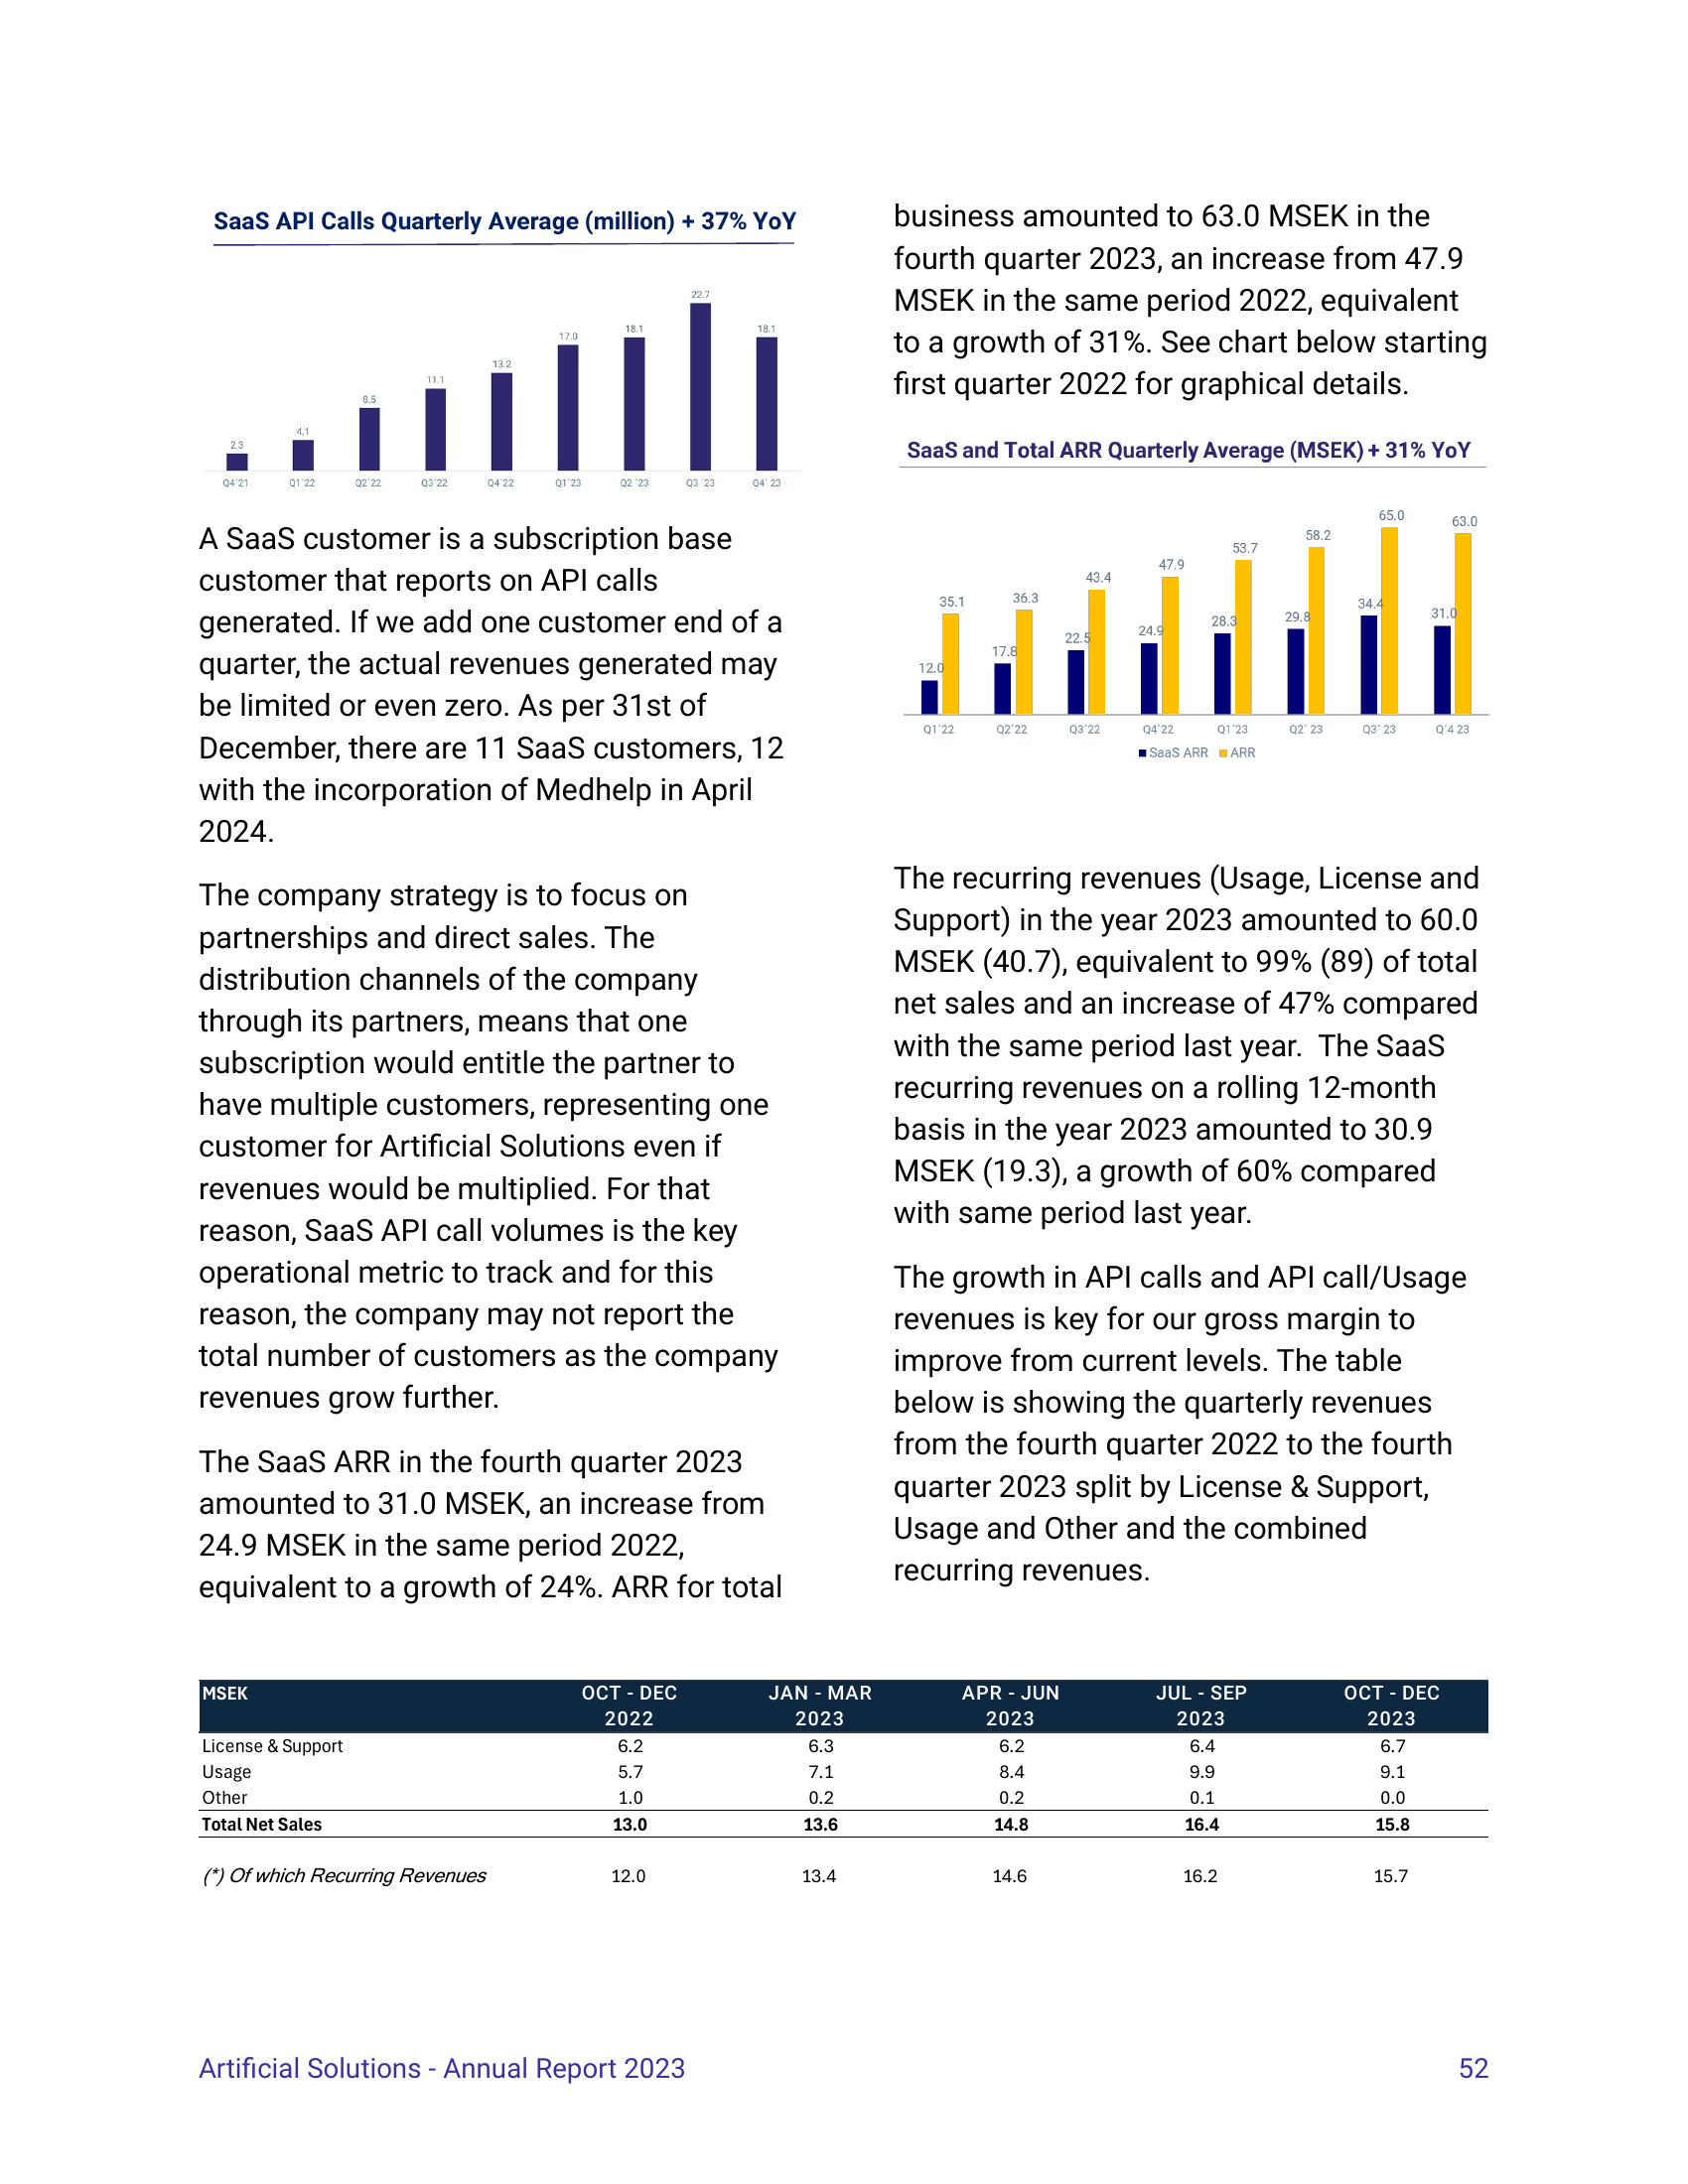 SaaS API Calls Quarterly Average (million) + 37% YoY
2.3
4.1
8.5
11.1
13.2
17.0
18.1
22.7
18.1
Q4´21
Q1´22
Q2´22
Q3´22
Q4´22
Q1´23
Q2 ´23
Q3 ´23
Q4´ 23
A SaaS customer is a subscription base
customer that reports on API calls
generated. If we add one customer end of a
quarter, the actual revenues generated may
be limited or even zero. As per 31st of
December, there are 11 SaaS customers, 12
with the incorporation of Medhelp in April
2024.
The company strategy is to focus on
partnerships and direct sales. The
distribution channels of the company
through its partners, means that one
subscription would entitle the partner to
have multiple customers, representing one
customer for Artificial Solutions even if
revenues would be multiplied. For that
reason, SaaS API call volumes is the key
operational metric to track and for this
reason, the company may not report the
total number of customers as the company
revenues grow further.
The SaaS ARR in the fourth quarter 2023
amounted to 31.0 MSEK, an increase from
24.9 MSEK in the same period 2022,
equivalent to a growth of 24%. ARR for total
business amounted to 63.0 MSEK in the
fourth quarter 2023, an increase from 47.9
MSEK in the same period 2022, equivalent
to a growth of 31%. See chart below starting
first quarter 2022 for graphical details.
SaaS and Total ARR Quarterly Average (MSEK) + 31% YoY
12.0 35.1
17.8 36.3
22.5 43.4
24.9 47.9
28.3 53.7
29.8 58.2
34.4 65.0
31.0 63.0
Q1´22
Q2´22
Q3´22
Q4´22
Q1´23
Q2´ 23
Q3´ 23
Q´4 23
SaaS ARR ARR
The recurring revenues (Usage, License and
Support) in the year 2023 amounted to 60.0
MSEK (40.7), equivalent to 99% (89) of total
net sales and an increase of 47% compared
with the same period last year.  The SaaS
recurring revenues on a rolling 12-month
basis in the year 2023 amounted to 30.9
MSEK (19.3), a growth of 60% compared
with same period last year.
The growth in API calls and API call/Usage
revenues is key for our gross margin to
improve from current levels. The table
below is showing the quarterly revenues
from the fourth quarter 2022 to the fourth
quarter 2023 split by License & Support,
Usage and Other and the combined
recurring revenues.
MSEK OCT - DEC JAN - MAR APR - JUN JUL - SEP OCT - DEC
2022 2023 2023 2023 2023
License & Support 6.2 6.3 6.2 6.4 6.7
Usage 5.7 7.1 8.4 9.9 9.1
Other 1.0 0.2 0.2 0.1 0.0
Total Net Sales 13.0 13.6 14.8 16.4 15.8
(*) Of which Recurring Revenues 12.0 13.4 14.6 16.2 15.7
Artificial Solutions - Annual Report 2023 52